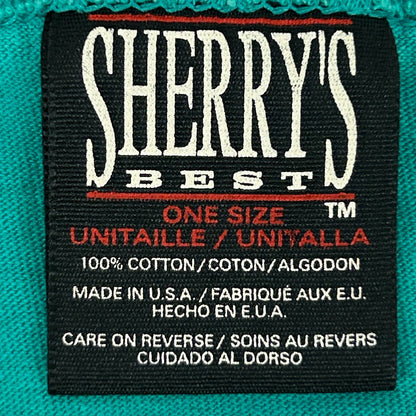 SHERRY'S
BEST
TM
ONE SIZE
UNITAILLE / UNITALLA
100% COTTON/COTON/ALGODON
MADE IN U.S.A./FABRIQUÉ AUX E.U.
HECHO EN E.U.A.
CARE ON REVERSE/SOINS AU REVERS
CUIDADO AL DORSO